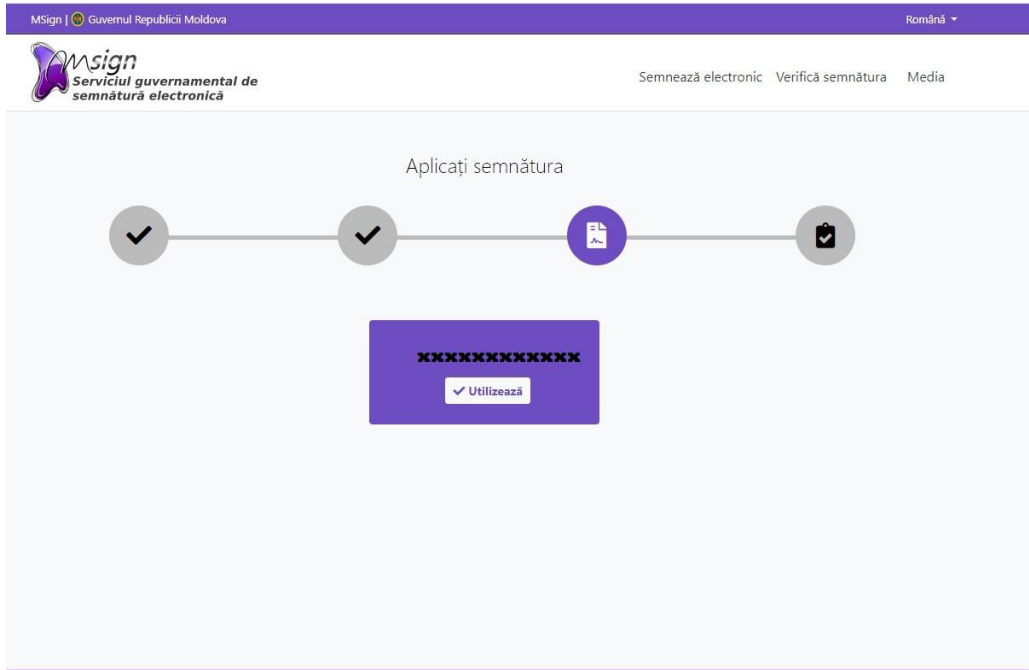 MSign | Guvernul Republicii Moldova
Română
Msign
Serviciul guvernamental de
semnătură electronică
Semnează electronic Verifică semnătura Media
Aplicați semnătura
xxxxxxxxxxxx
Utilizează